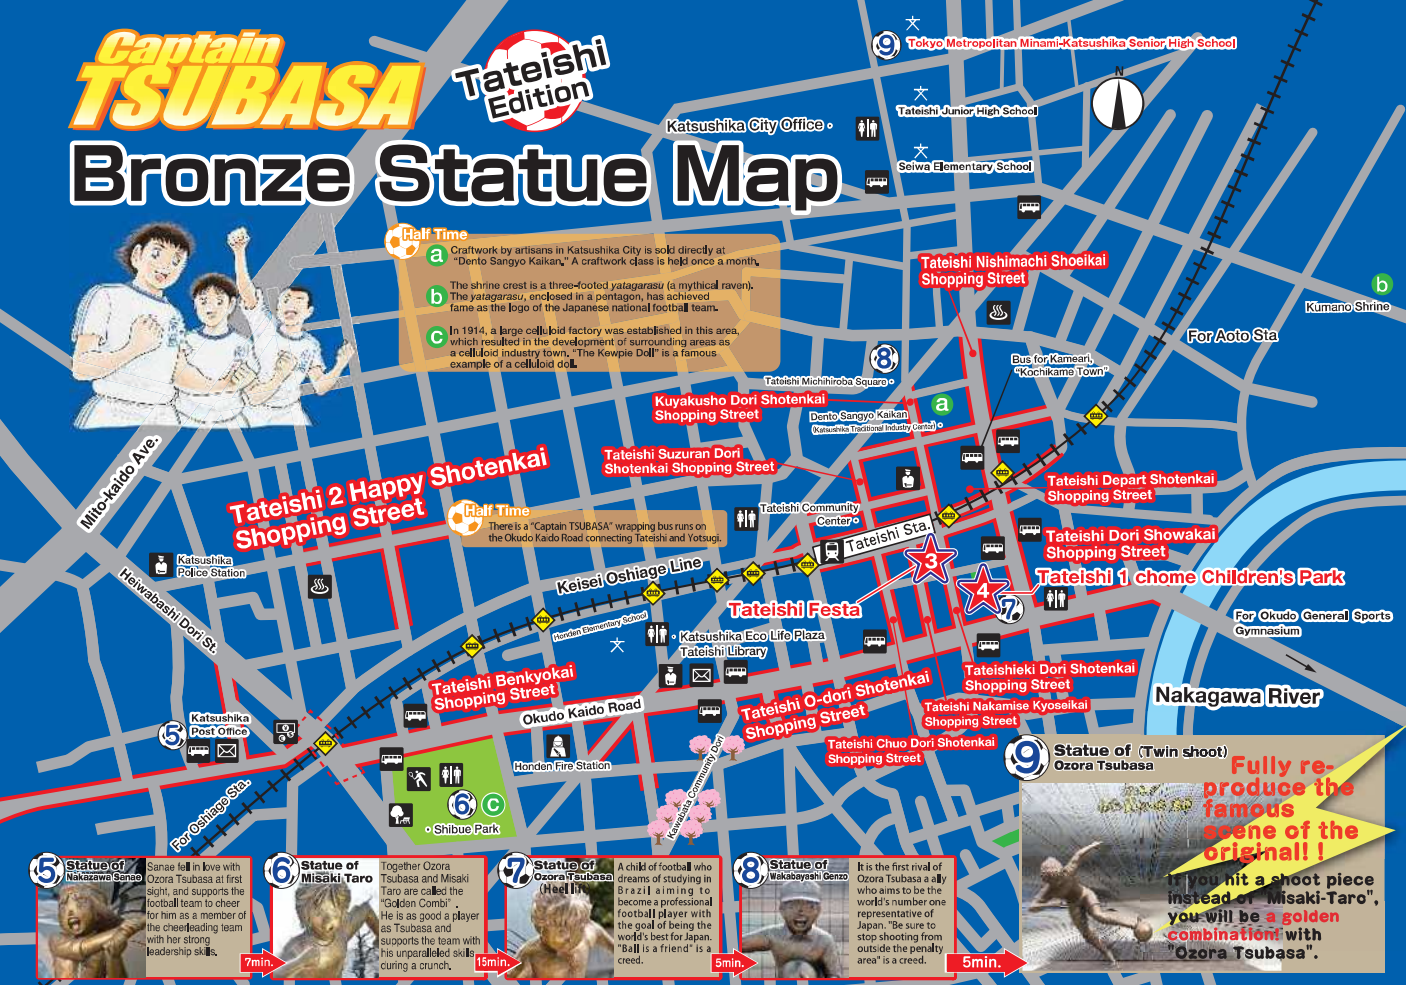 Captain
TSUBASA
Tateishi
Edition
Bronze Statue Map
9 Tokyo Metropolitan Minami-Katsushika Senior High School
N
Tateishi Junior High School
Katsushika City Office
Seiwa Elementary School
Half Time
a Craftwork by artisans in Katsushika City is sold directly at
"Dento Sangyo Kaikan." A craftwork class is held once a month.
b The shrine crest is a three-footed yatagarasu (a mythical raven).
The yatagarasu, enclosed in a pentagon, has achieved
fame as the logo of the Japanese national football team.
c In 1914, a large celluloid factory was established in this area,
which resulted in the development of surrounding areas as
a celluloid industry town. "The Kewpie Doll" is a famous
example of a celluloid doll.
Tateishi Nishimachi Shoeikai
Shopping Street
b
Kumano Shrine
For Aoto Sta
Bus for Kameari,
"Kochikame Town"
8
Tateishi Michihiroba Square
Kuyakusho Dori Shotenkai
Shopping Street
a
Dento Sangyo Kaikan
(Katsushika Traditional Industry Center)
Mito-kaido Ave.
Tateishi Suzuran Dori
Shotenkai Shopping Street
Tateishi 2 Happy Shotenkai
Shopping Street
Tateishi Depart Shotenkai
Shopping Street
Half Time
There is a "Captain TSUBASA" wrapping bus runs on
the Okudo Kaido Road connecting Tateishi and Yotsugi.
Tateishi Community
Center
Tateishi Sta.
Tateishi Dori Showakai
Shopping Street
Katsushika
Police Station
Heiwabashi Dori St.
Keisei Oshiage Line
3
4
7
Tateishi 1 chome Children's Park
Tateishi Festa
Honden Elementary School
For Okudo General Sports
Gymnasium
Katsushika Eco Life Plaza
Tateishi Library
Tateishieki Dori Shotenkai
Shopping Street
Tateishi Benkyokai
Shopping Street
Nakagawa River
Tateishi O-dori Shotenkai
Shopping Street
Okudo Kaido Road
Tateishi Nakamise Kyoseikai
Shopping Street
5
Katsushika
Post Office
Tateishi Chuo Dori Shotenkai
Shopping Street
Honden Fire Station
Kawabata Community Dori
For Oshiage Sta.
6
c
Shibue Park
9 Statue of (Twin shoot)
Ozora Tsubasa
Fully re-
produce the
famous
scene of the
original! !
If you hit a shoot piece
instead of "Misaki-Taro",
you will be a golden
combination! with
"Ozora Tsubasa".
5 Statue of
Nakazawa Sanae
Sanae fell in love with
Ozora Tsubasa at first
sight, and supports the
football team to cheer
for him as a member of
the cheerleading team
with her strong
leadership skills.
7min.
6 Statue of
Misaki Taro
Together Ozora
Tsubasa and Misaki
Taro are called the
"Golden Combi" .
He is as good a player
as Tsubasa and
supports the team with
his unparalleled skills
during a crunch.
15min.
7 Statue of
Ozora Tsubasa
(Heel lift)
A child of football who
dreams of studying in
Brazil aiming to
become a professional
football player with
the goal of being the
world's best for Japan.
"Ball is a friend" is a
creed.
5min.
8 Statue of
Wakabayashi Genzo
It is the first rival of
Ozora Tsubasa ally
who aims to be the
world's number one
representative of
Japan. "Be sure to
stop shooting from
outside the penalty
area" is a creed.
5min.